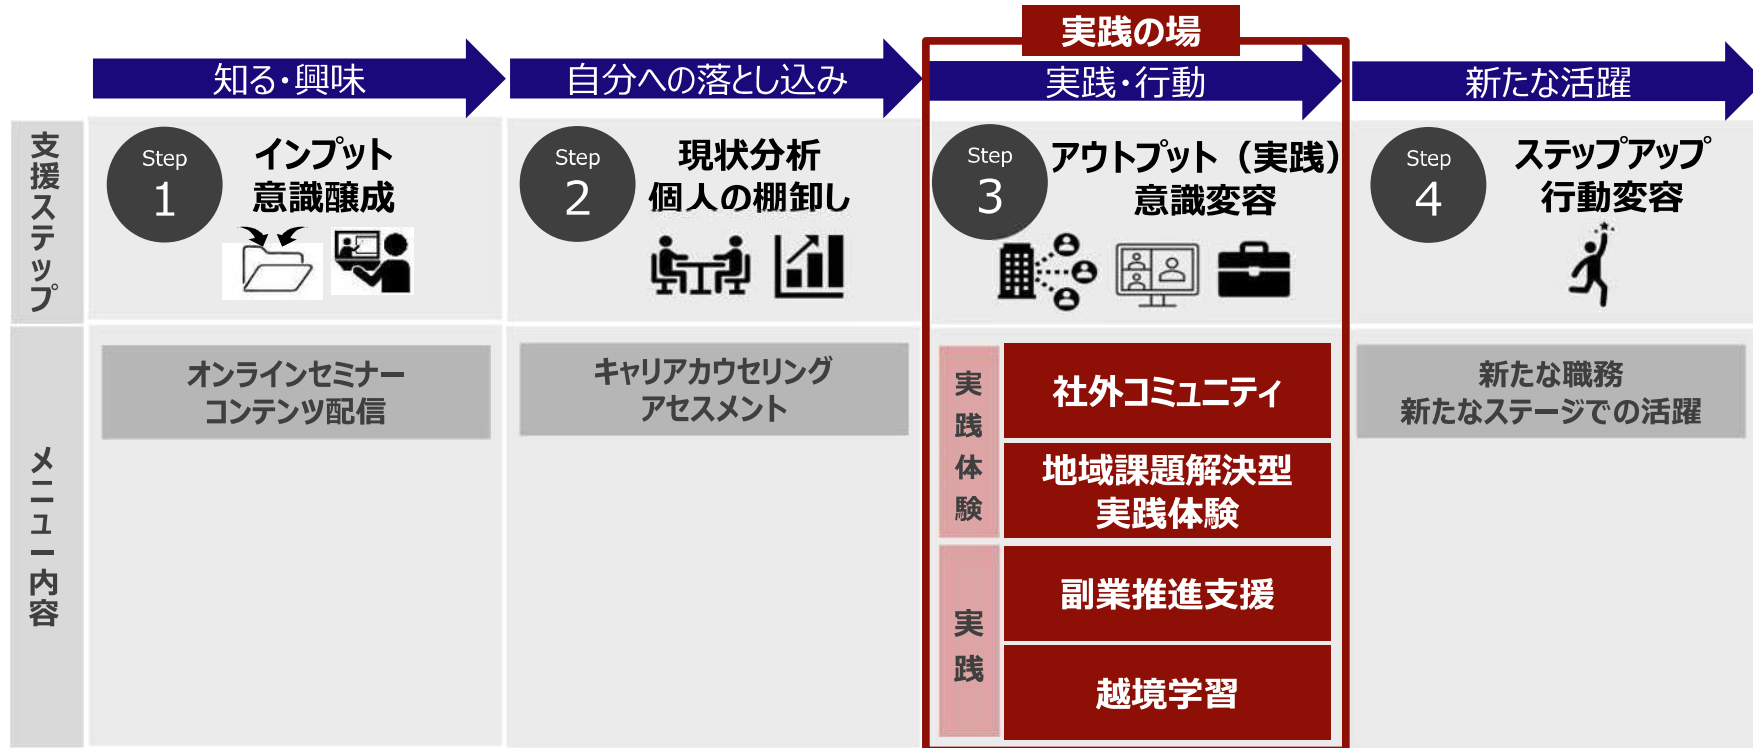 実践の場
知る・興味
自分への落とし込み
実践・行動
新たな活躍
支援ステップ
Step
1
インプット
意識醸成
Step
2
現状分析
個人の棚卸し
Step
3
アウトプット（実践）
意識変容
Step
4
ステップアップ
行動変容
メニュー内容
オンラインセミナー
コンテンツ配信
キャリアカウセリング
アセスメント
実践体験
社外コミュニティ
地域課題解決型
実践体験
実践
副業推進支援
越境学習
新たな職務
新たなステージでの活躍